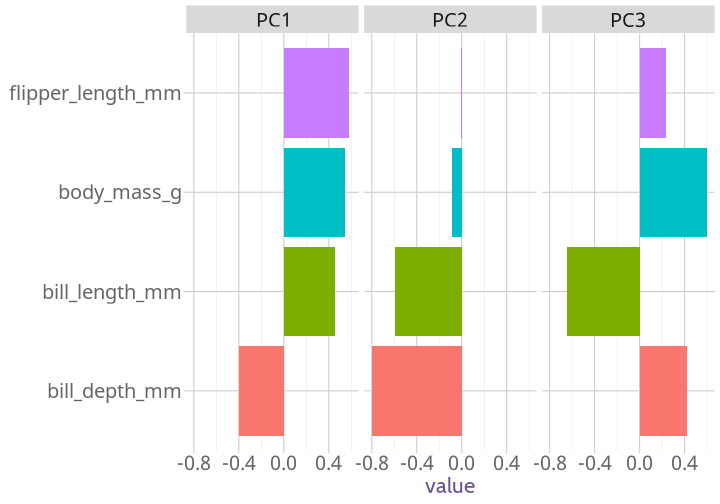 PC1 PC2 PC3
flipper_length_mm
body_mass_g
bill_length_mm
bill_depth_mm
-0.8 -0.4 0.0 0.4 -0.8 -0.4 0.0 0.4 -0.8 -0.4 0.0 0.4
value